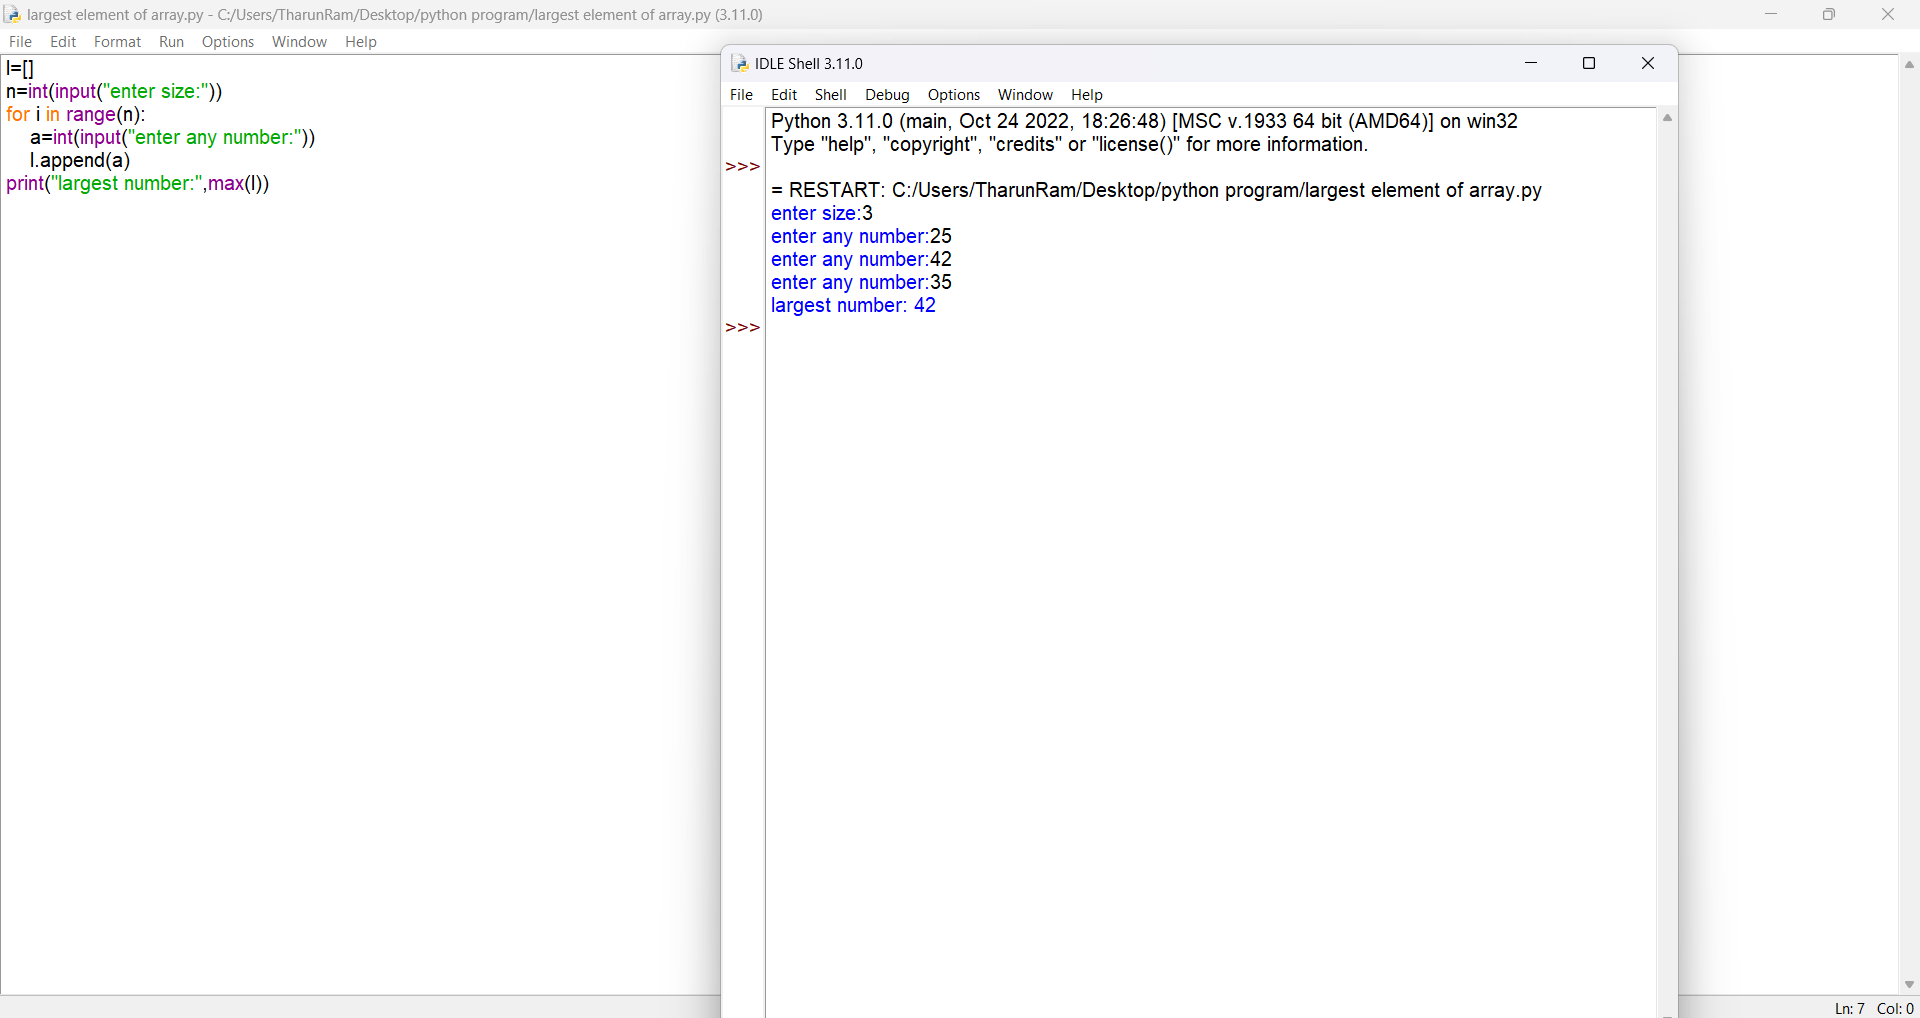 largest element of array.py - C:/Users/TharunRam/Desktop/python program/largest element of array.py (3.11.0)
File Edit Format Run Options Window Help
l=[]
n=int(input("enter size:"))
for i in range(n):
    a=int(input("enter any number:"))
    l.append(a)
print("largest number:",max(l))
IDLE Shell 3.11.0
File Edit Shell Debug Options Window Help
Python 3.11.0 (main, Oct 24 2022, 18:26:48) [MSC v.1933 64 bit (AMD64)] on win32
Type "help", "copyright", "credits" or "license()" for more information.
>>>
= RESTART: C:/Users/TharunRam/Desktop/python program/largest element of array.py
enter size:3
enter any number:25
enter any number:42
enter any number:35
largest number: 42
>>>
Ln: 7 Col: 0